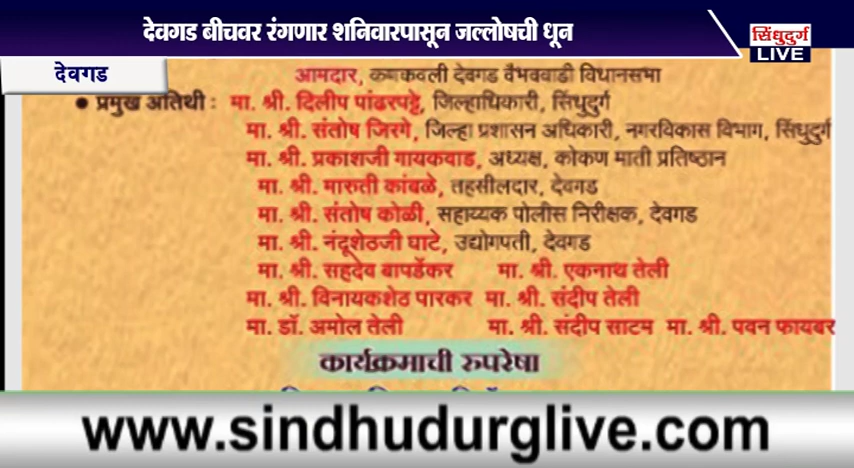 देवगड बीचवर रंगणार शनिवारपासून जल्लोषची धून
सिंधुदुर्ग
LIVE
देवगड
आमदार, कणकवली देवगड वैभववाडी विधानसभा
• प्रमुख अतिथी : मा. श्री. दिलीप पांढरपट्टे, जिल्हाधिकारी, सिंधुदुर्ग
मा. श्री. संतोष जिरगे, जिल्हा प्रशासन अधिकारी, नगरविकास विभाग, सिंधुदुर्ग
मा. श्री. प्रकाशजी गायकवाड, अध्यक्ष, कोकण माती प्रतिष्ठान
मा. श्री. मारुती कांबळे, तहसीलदार, देवगड
मा. श्री. संतोष कोळी, सहाय्यक पोलीस निरीक्षक, देवगड
मा. श्री. नंदूशेठजी घाटे, उद्योगपती, देवगड
मा. श्री. सहदेव बापर्डेकर मा. श्री. एकनाथ तेली
मा. श्री. विनायकशेठ पारकर मा. श्री. संदीप तेली
मा. डॉ. अमोल तेली मा. श्री. संदीप साटम मा. श्री. पवन फायबर
कार्यक्रमाची रुपरेषा
www.sindhudurglive.com